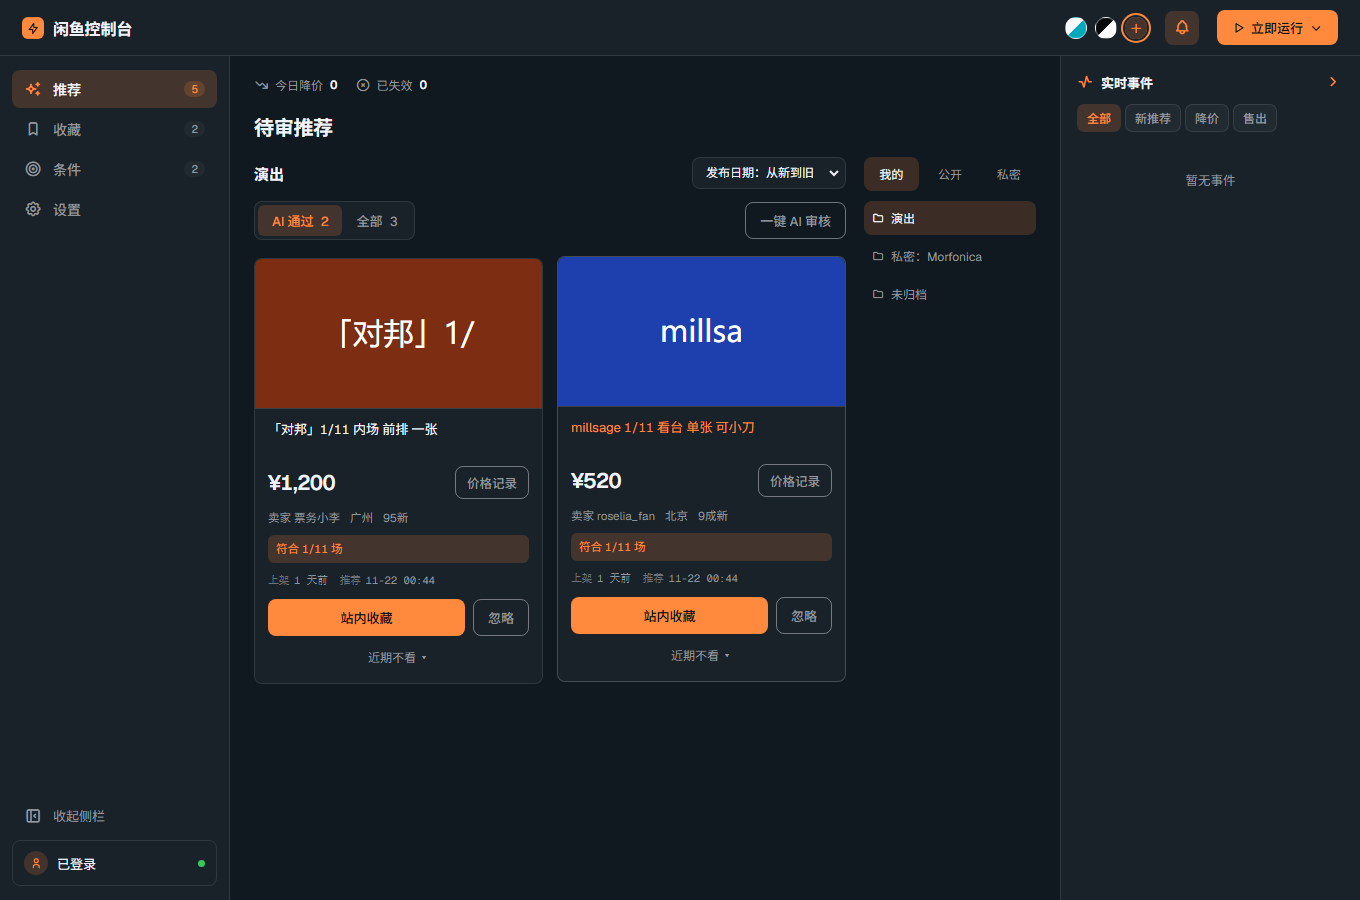 闲鱼控制台
立即运行
推荐 5
收藏 2
条件 2
设置
收起侧栏
已登录
今日降价 0 已失效 0
待审推荐
演出
发布日期：从新到旧
AI 通过 2 全部 3
一键 AI 审核
「对邦」1/
「对邦」1/11 内场 前排 一张
¥1,200
价格记录
卖家 票务小李 广州 95新
符合 1/11 场
上架 1 天前 推荐 11-22 00:44
站内收藏 忽略
近期不看
millsa
millsage 1/11 看台 单张 可小刀
¥520
价格记录
卖家 roselia_fan 北京 9成新
符合 1/11 场
上架 1 天前 推荐 11-22 00:44
站内收藏 忽略
近期不看
我的 公开 私密
演出
私密：Morfonica
未归档
实时事件
全部 新推荐 降价 售出
暂无事件